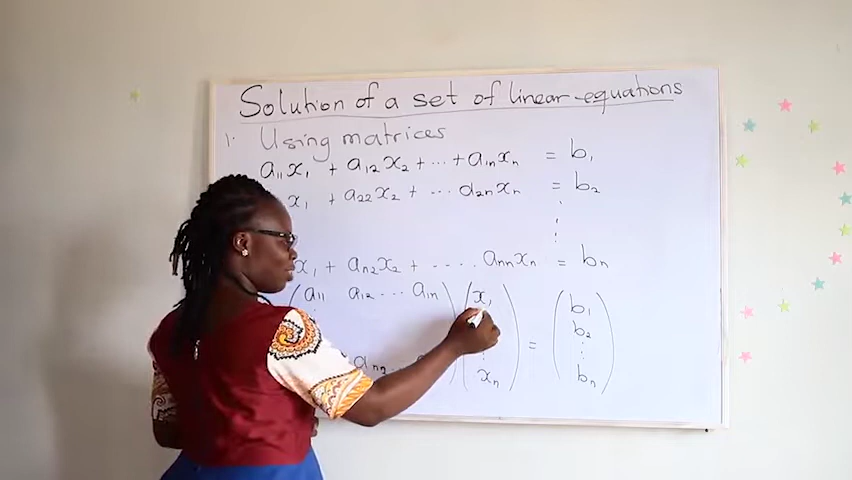 Solution of a set of linear equations
1. Using matrices
a₁₁x₁ + a₁₂x₂ + ... + a₁ₙxₙ = b₁
x₁ + a₂₂x₂ + ... a₂ₙxₙ = b₂
x₁ + aₙ₂x₂ + .... aₙₙxₙ = bₙ
(a₁₁ a₁₂ ... a₁ₙ) (x₁ (b₁
b₂
=
aₙ₂ .. xₙ) bₙ)